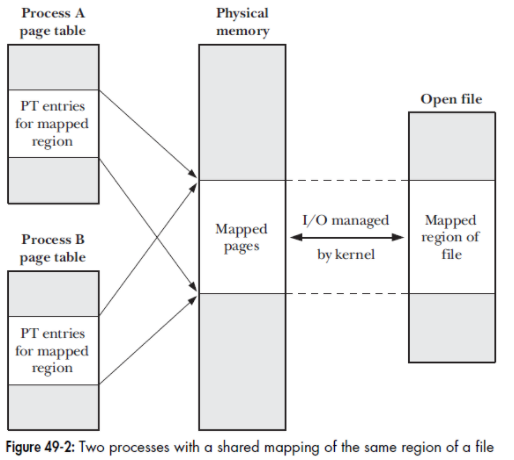 Process A
page table
PT entries
for mapped
region
Process B
page table
PT entries
for mapped
region
Physical
memory
Mapped
pages
I/O managed
by kernel
Open file
Mapped
region of
file
Figure 49-2: Two processes with a shared mapping of the same region of a file